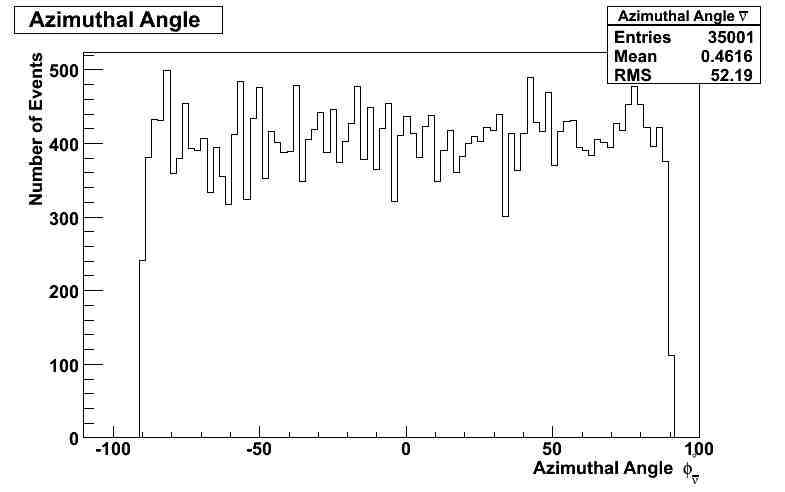 Azimuthal Angle
Azimuthal Angle ν̅
Entries 35001
Mean 0.4616
RMS 52.19
Number of Events
500
400
300
200
100
0
-100 -50 0 50 100
Azimuthal Angle ϕν̅